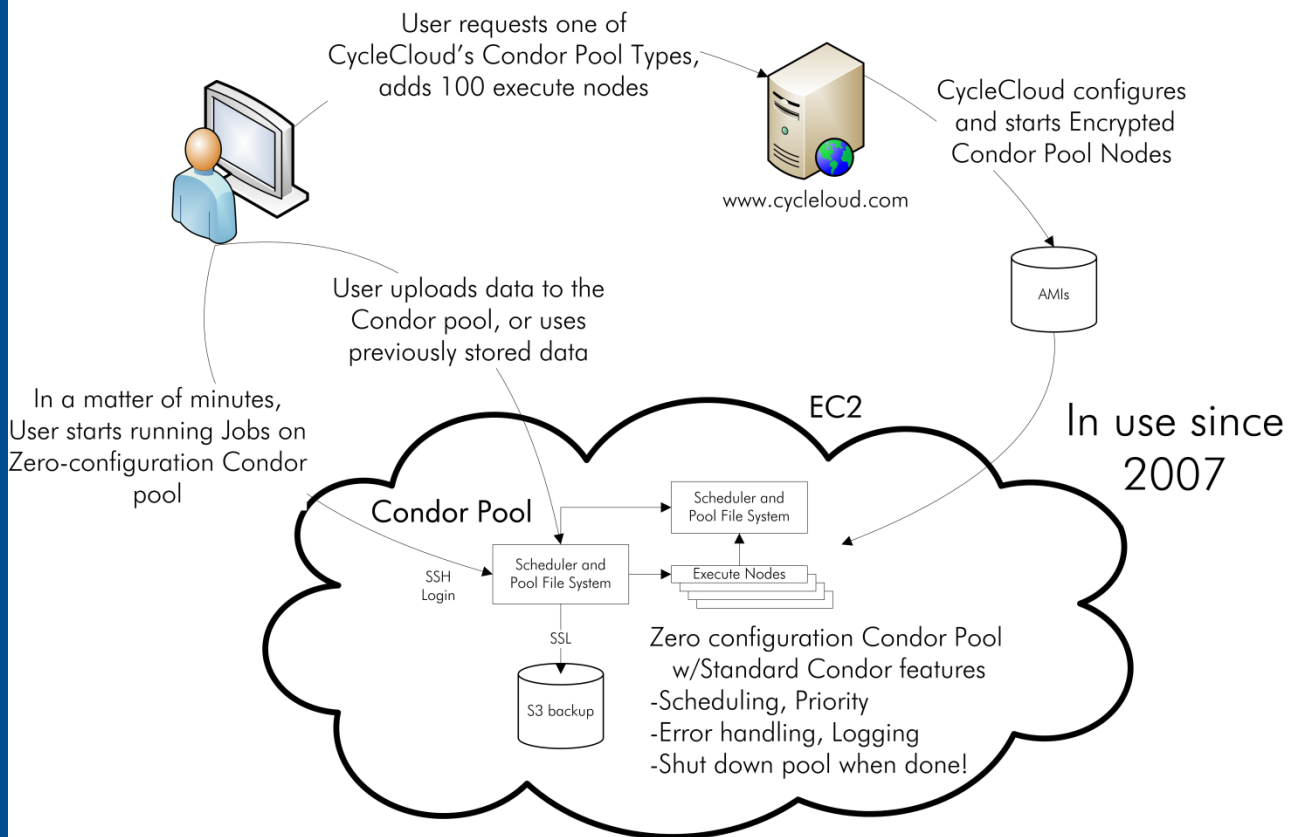 User requests one of
CycleCloud's Condor Pool Types,
adds 100 execute nodes
CycleCloud configures
and starts Encrypted
Condor Pool Nodes
www.cycleloud.com
AMIs
User uploads data to the
Condor pool, or uses
previously stored data
In a matter of minutes,
User starts running Jobs on
Zero-configuration Condor
pool
EC2
In use since
2007
Condor Pool
Scheduler and
Pool File System
SSH
Login
Scheduler and
Pool File System
Execute Nodes
SSL
S3 backup
Zero configuration Condor Pool
w/Standard Condor features
-Scheduling, Priority
-Error handling, Logging
-Shut down pool when done!